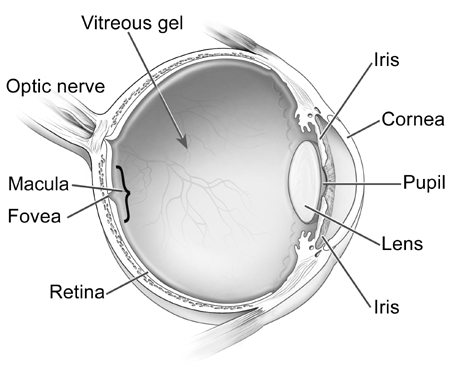 Vitreous gel
Iris
Optic nerve
Cornea
Macula
Pupil
Fovea
Lens
Retina
Iris